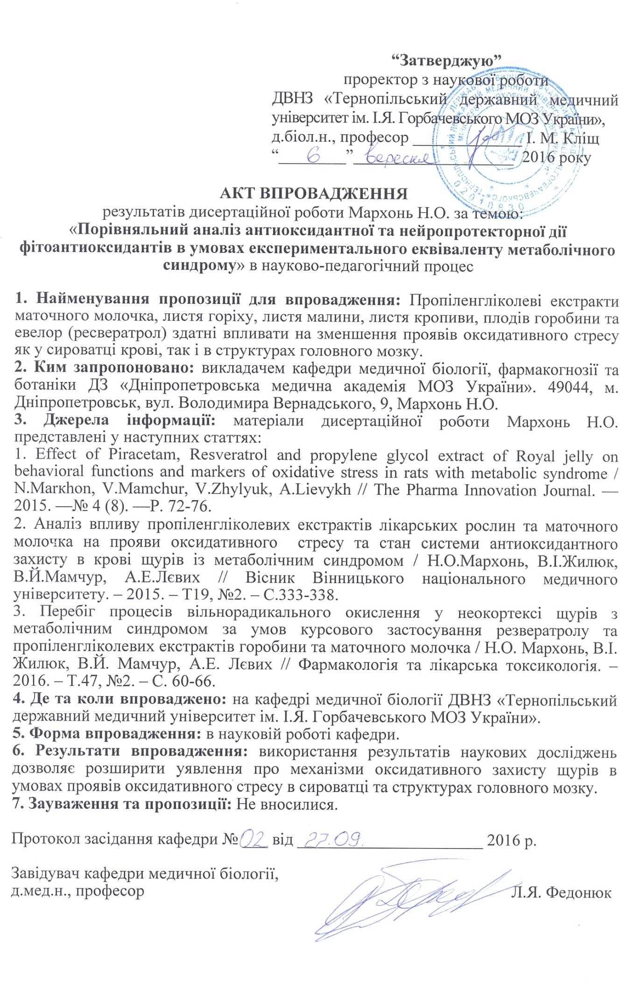 “Затверджую”
проректор з наукової роботи
ДВНЗ «Тернопільський державний медичний
університет ім. І.Я. Горбачевського МОЗ України»,
д.біол.н., професор ______________ І. М. Кліщ
“ 6 ” вересня 2016 року
02010830
АКТ ВПРОВАДЖЕННЯ
результатів дисертаційної роботи Мархонь Н.О. за темою:
«Порівняльний аналіз антиоксидантної та нейропротекторної дії
фітоантиоксидантів в умовах експериментального еквіваленту метаболічного
синдрому» в науково-педагогічний процес
1. Найменування пропозиції для впровадження: Пропіленгліколеві екстракти
маточного молочка, листя горіху, листя малини, листя кропиви, плодів горобини та
евелор (ресвератрол) здатні впливати на зменшення проявів оксидативного стресу
як у сироватці крові, так і в структурах головного мозку.
2. Ким запропоновано: викладачем кафедри медичної біології, фармакогнозії та
ботаніки ДЗ «Дніпропетровська медична академія МОЗ України». 49044, м.
Дніпропетровськ, вул. Володимира Вернадського, 9, Мархонь Н.О.
3. Джерела інформації: матеріали дисертаційної роботи Мархонь Н.О.
представлені у наступних статтях:
1. Effect of Piracetam, Resveratrol and propylene glycol extract of Royal jelly on
behavioral functions and markers of oxidative stress in rats with metabolic syndrome /
N.Markhon, V.Mamchur, V.Zhylyuk, A.Lievykh // The Pharma Innovation Journal. —
2015. —№ 4 (8). —P. 72-76.
2. Аналіз впливу пропіленгліколевих екстрактів лікарських рослин та маточного
молочка на прояви оксидативного стресу та стан системи антиоксидантного
захисту в крові щурів із метаболічним синдромом / Н.О.Мархонь, В.І.Жилюк,
В.Й.Мамчур, А.Е.Лєвих // Вісник Вінницького національного медичного
університету. – 2015. – Т19, №2. – С.333-338.
3. Перебіг процесів вільнорадикального окислення у неокортексі щурів з
метаболічним синдромом за умов курсового застосування резвератролу та
пропіленгліколевих екстрактів горобини та маточного молочка / Н.О. Мархонь, В.І.
Жилюк, В.Й. Мамчур, А.Е. Лєвих // Фармакологія та лікарська токсикологія. –
2016. – Т.47, №2. – С. 60-66.
4. Де та коли впроваджено: на кафедрі медичної біології ДВНЗ «Тернопільський
державний медичний університет ім. І.Я. Горбачевського МОЗ України».
5. Форма впровадження: в науковій роботі кафедри.
6. Результати впровадження: використання результатів наукових досліджень
дозволяє розширити уявлення про механізми оксидативного захисту щурів в
умовах проявів оксидативного стресу в сироватці та структурах головного мозку.
7. Зауваження та пропозиції: Не вносилися.
Протокол засідання кафедри № 02 від 27.09. 2016 р.
Завідувач кафедри медичної біології,
д.мед.н., професор Л.Я. Федонюк